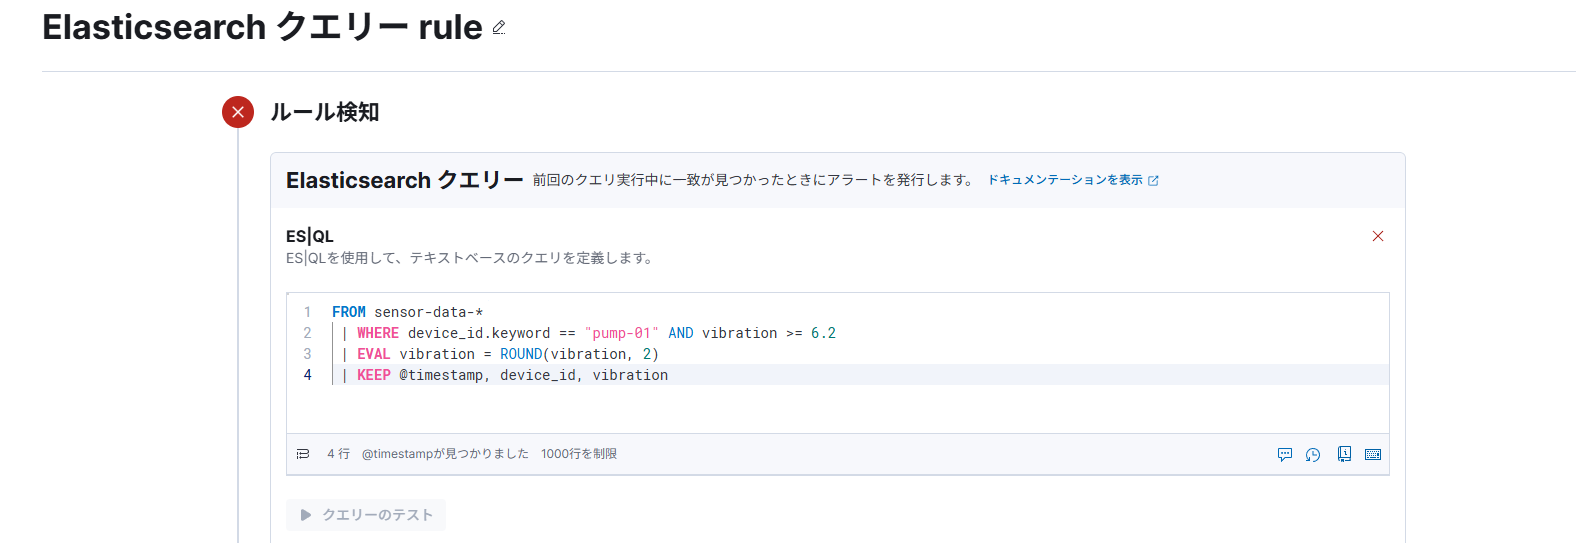 Elasticsearch クエリー rule
ルール検知
Elasticsearch クエリー 前回のクエリ実行中に一致が見つかったときにアラートを発行します。 ドキュメンテーションを表示
ES|QL
ES|QLを使用して、テキストベースのクエリを定義します。
1 FROM sensor-data-*
2 | WHERE device_id.keyword == "pump-01" AND vibration >= 6.2
3 | EVAL vibration = ROUND(vibration, 2)
4 | KEEP @timestamp, device_id, vibration
4 行 @timestampが見つかりました 1000行を制限
クエリーのテスト